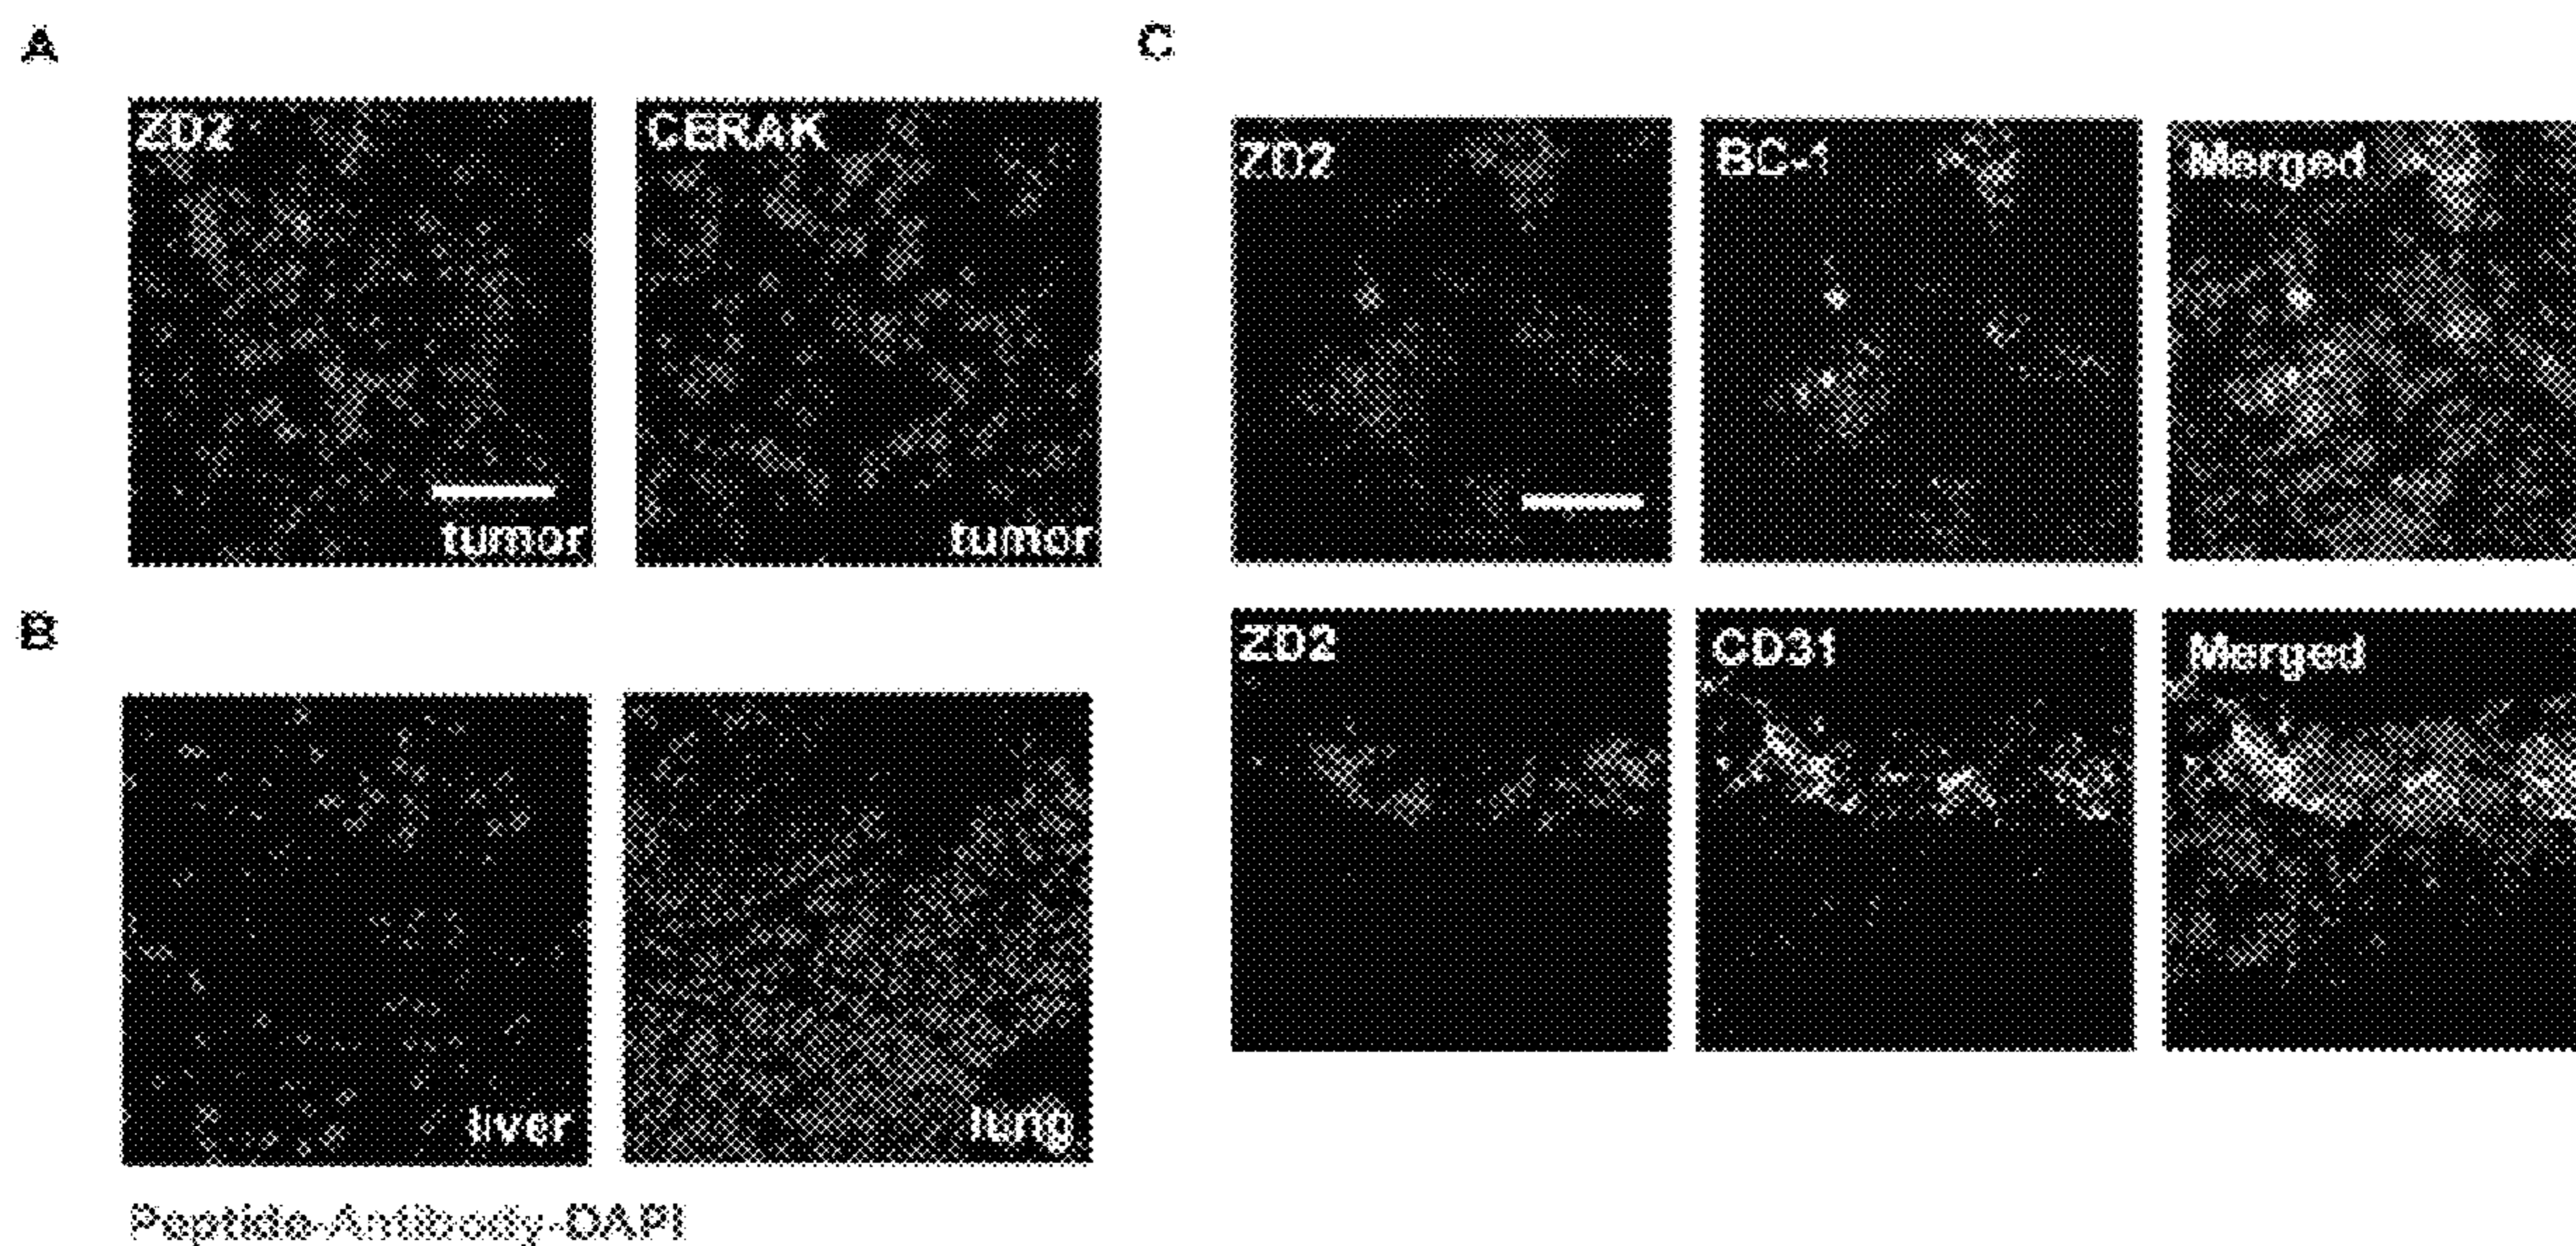 A
C
ZD2
CERAK
tumor
tumor
ZD2
BC-1
Merged
B
ZD2
CD31
Merged
liver
lung
Peptide-Antibody-DAPI